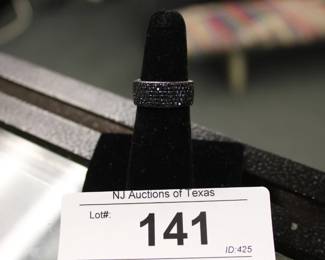 NJ Auctions of Texas
Lot#:
141
ID:425